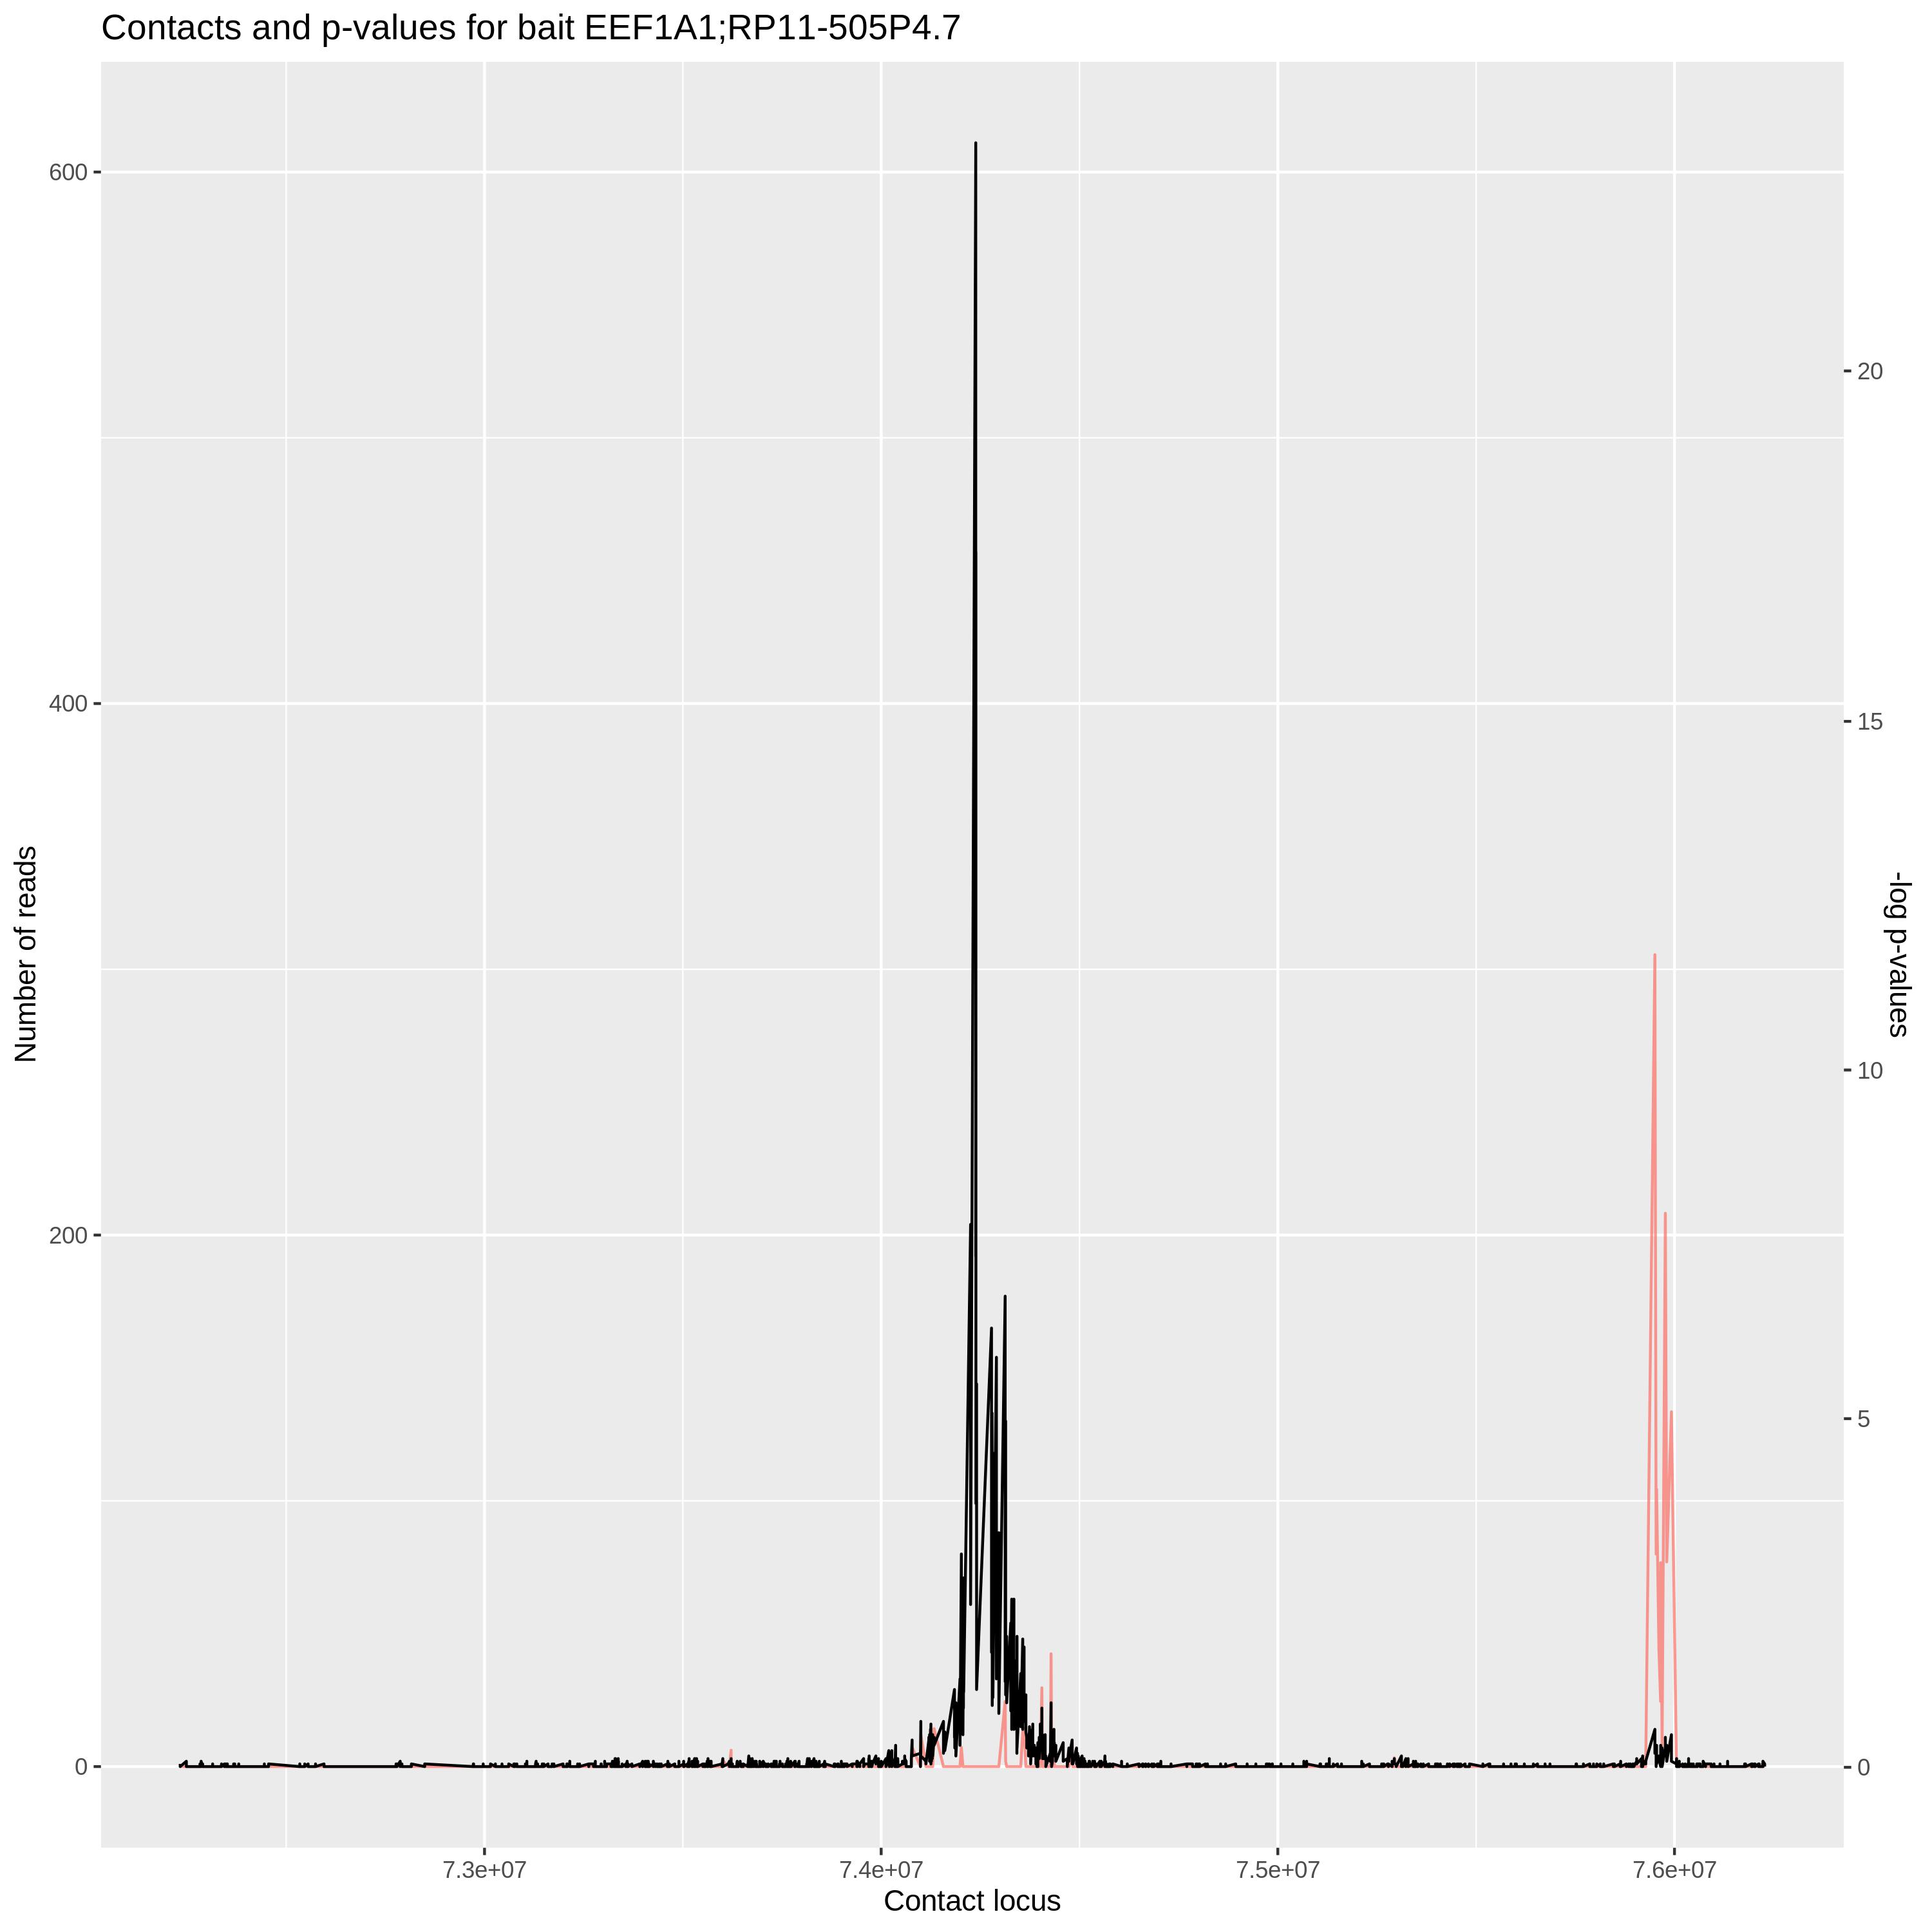 Contacts and p-values for bait EEF1A1;RP11-505P4.7
600
400
200
0
Number of reads
20
15
10
5
0
-log p-values
7.3e+07 7.4e+07 7.5e+07 7.6e+07
Contact locus